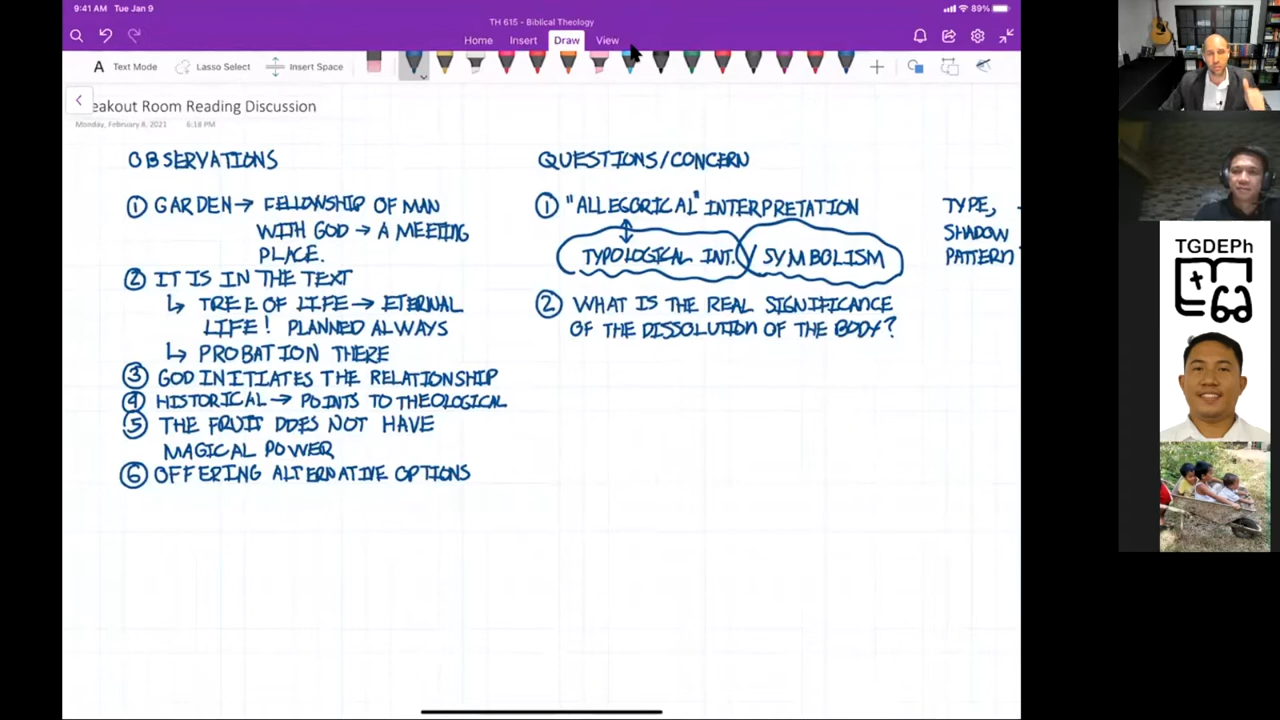 9:41 AM Tue Jan 9
89%
TH 615 - Biblical Theology
Home Insert Draw View
Text Mode Lasso Select Insert Space
eakout Room Reading Discussion
Monday, February 8, 2021 6:18 PM
OBSERVATIONS
① GARDEN → FELLOWSHIP OF MAN
WITH GOD → A MEETING
PLACE.
② IT IS IN THE TEXT
↳ TREE OF LIFE → ETERNAL
LIFE! PLANNED ALWAYS
↳ PROBATION THERE
③ GOD INITIATES THE RELATIONSHIP
④ HISTORICAL → POINTS TO THEOLOGICAL
⑤ THE FRUIT DOES NOT HAVE
MAGICAL POWER
⑥ OFFERING ALTERNATIVE OPTIONS
QUESTIONS/CONCERN
① "ALLEGORICAL" INTERPRETATION
TYPOLOGICAL INT. / SYMBOLISM
② WHAT IS THE REAL SIGNIFICANCE
OF THE DISSOLUTION OF THE BODY?
TYPE,
SHADOW
PATTERN
TGDEPh